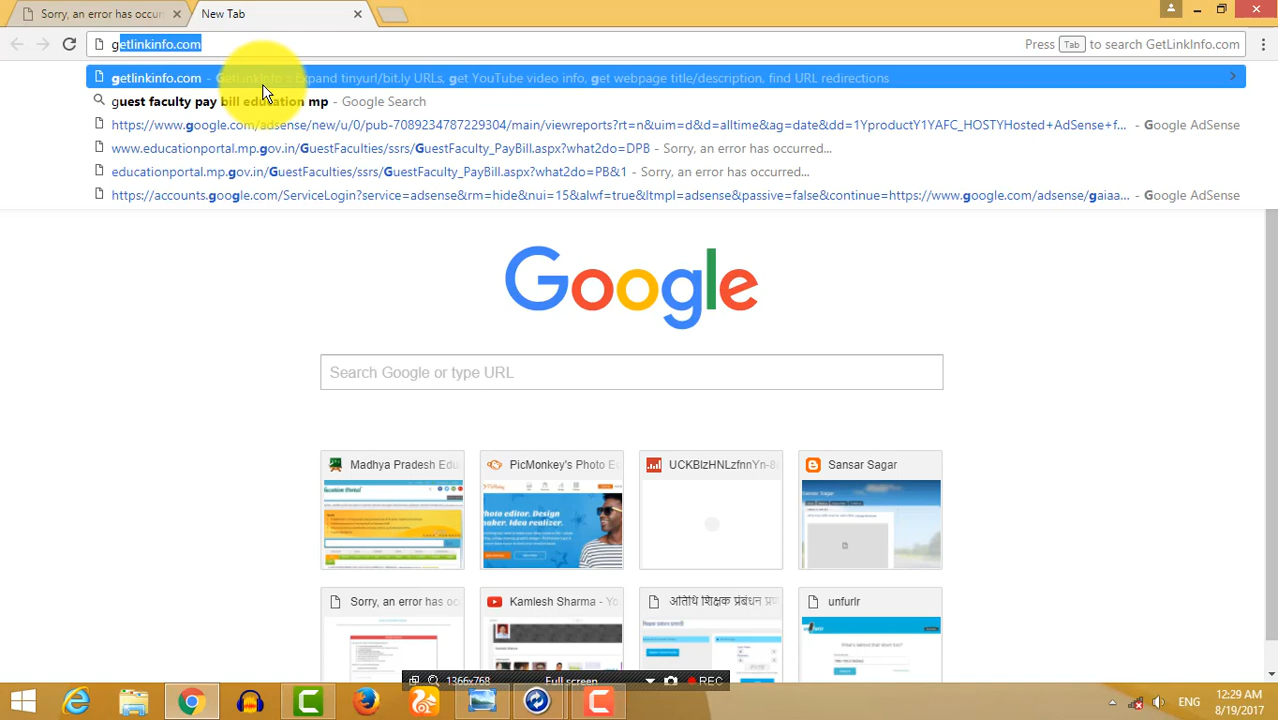 Sorry, an error has occurr
New Tab
getlinkinfo.com
Press Tab to search GetLinkInfo.com
getlinkinfo.com - GetLinkInfo :: Expand tinyurl/bit.ly URLs, get YouTube video info, get webpage title/description, find URL redirections
guest faculty pay bill education mp - Google Search
https://www.google.com/adsense/new/u/0/pub-7089234787229304/main/viewreports?rt=n&uim=d&d=alltime&ag=date&dd=1YproductY1YAFC_HOSTYHosted+AdSense+f... - Google AdSense
www.educationportal.mp.gov.in/GuestFaculties/ssrs/GuestFaculty_PayBill.aspx?what2do=DPB - Sorry, an error has occurred...
educationportal.mp.gov.in/GuestFaculties/ssrs/GuestFaculty_PayBill.aspx?what2do=PB&1 - Sorry, an error has occurred...
https://accounts.google.com/ServiceLogin?service=adsense&rm=hide&nui=15&alwf=true&ltmpl=adsense&passive=false&continue=https://www.google.com/adsense/gaiaa... - Google AdSense
Google
Search Google or type URL
Madhya Pradesh Edu
PicMonkey's Photo E
UCKBIzHNLzfnnYn-8
Sansar Sagar
Photo editor. Design
maker. Idea realizer.
Sorry, an error has oc
Kamlesh Sharma - Yo
अतिथि शिक्षक प्रबंधन प्र
unfurlr
1366x768 Full screen REC
ENG
12:29 AM
8/19/2017